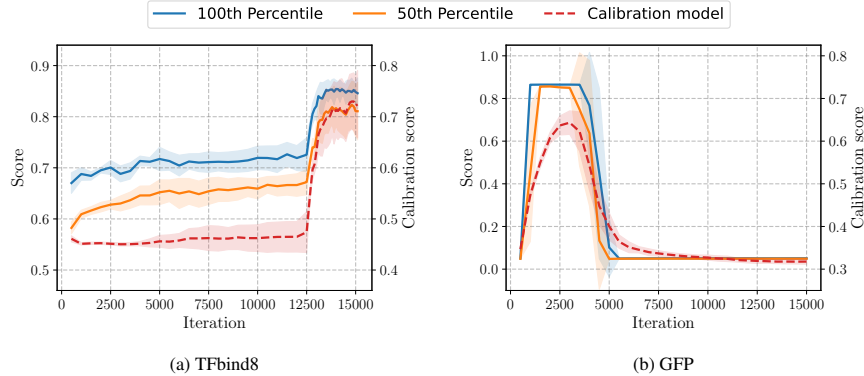 100th Percentile 50th Percentile Calibration model
0.9
0.8
0.7
0.6
0.5
Score
0.8
0.7
0.6
0.5
0.4
Calibration score
0 2500 5000 7500 10000 12500 15000
Iteration
(a) TFbind8
1.0
0.8
0.6
0.4
0.2
0.0
Score
0.8
0.7
0.6
0.5
0.4
0.3
Calibration score
0 2500 5000 7500 10000 12500 15000
Iteration
(b) GFP